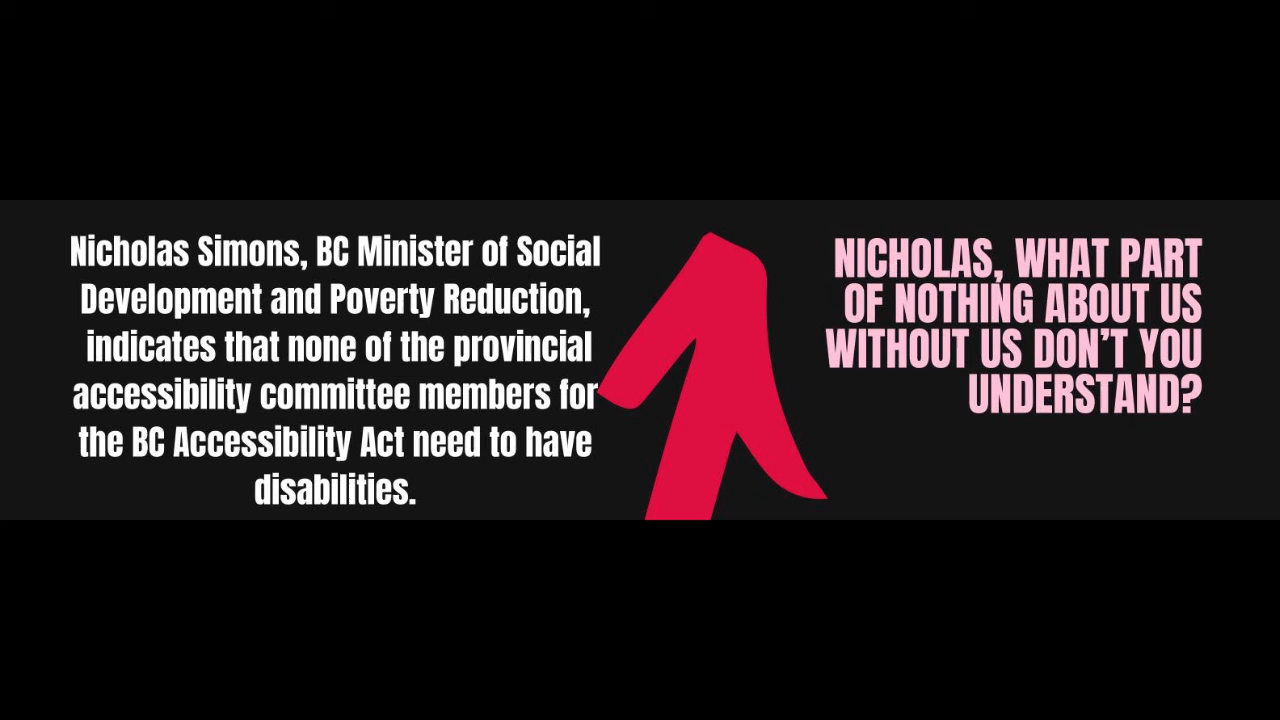 Nicholas Simons, BC Minister of Social
Development and Poverty Reduction,
indicates that none of the provincial
accessibility committee members for
the BC Accessibility Act need to have
disabilities.
NICHOLAS, WHAT PART
OF NOTHING ABOUT US
WITHOUT US DON'T YOU
UNDERSTAND?